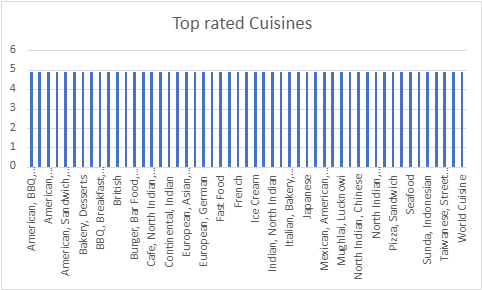 Top rated Cuisines
6
5
4
3
2
1
0
American, BBQ,...
American,...
American, Sandwich,...
Bakery, Desserts
BBQ, Breakfast,...
British
Burger, Bar Food,...
Cafe, North Indian,...
Continental, Indian
European, Asian,...
European, German
Fast Food
French
Ice Cream
Indian, North Indian
Italian, Bakery,...
Japanese
Mexican, American,...
Mughlai, Lucknowi
North Indian, Chinese
North Indian,...
Pizza, Sandwich
Seafood
Sunda, Indonesian
Taiwanese, Street...
World Cuisine